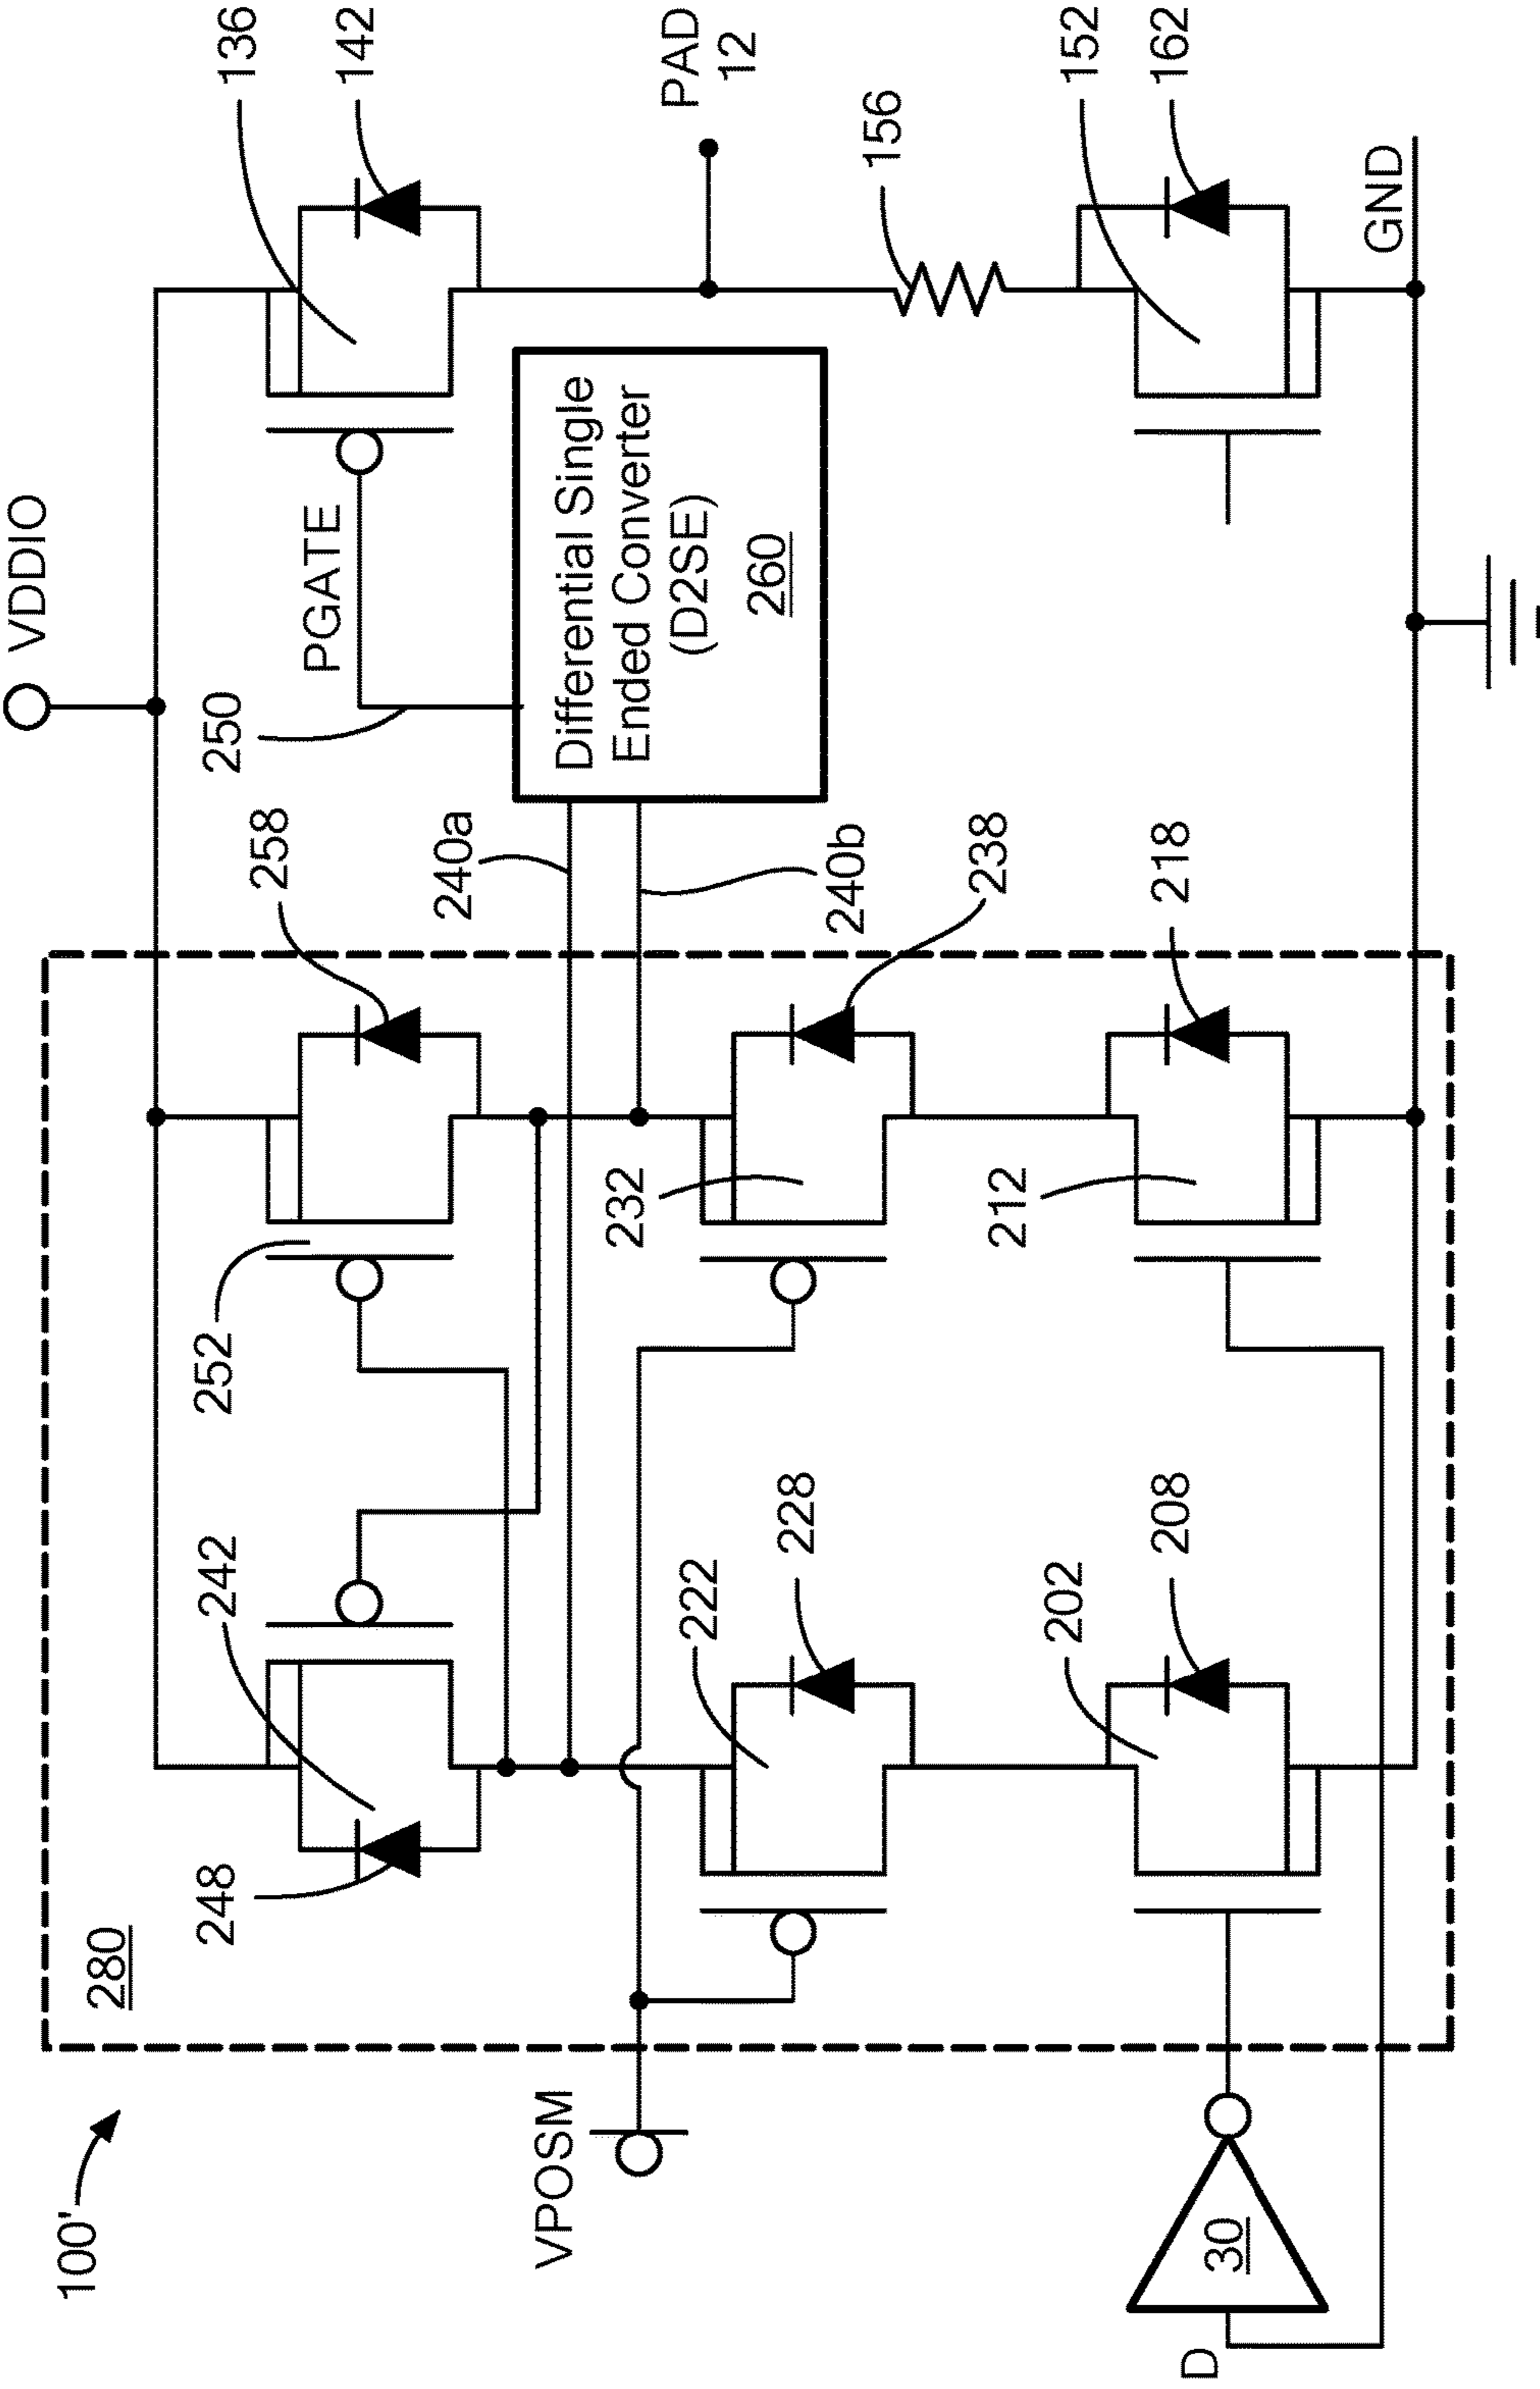 100'
280
VDDIO
248
242
252
258
250
PGATE
136
142
240a
240b
Differential Single
Ended Converter
(D2SE)
260
PAD
12
VPOSM
222
228
232
238
156
202
208
212
218
152
162
D
30
GND